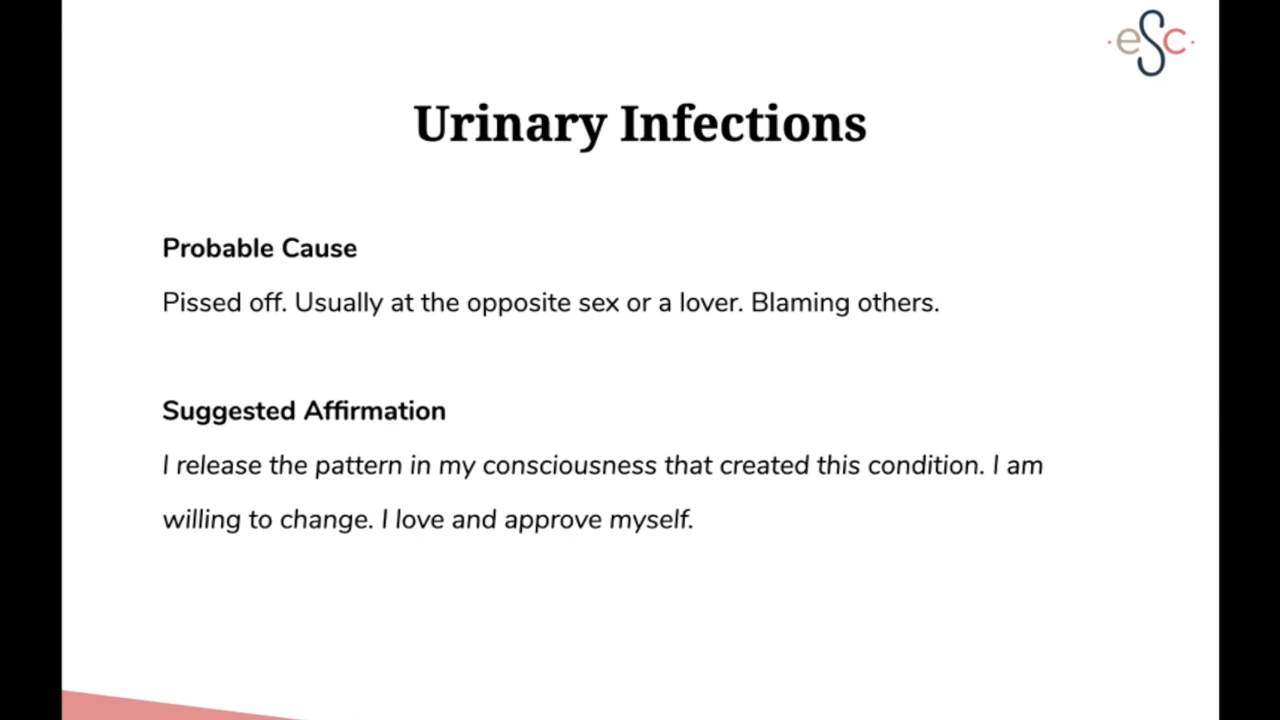 eSc
Urinary Infections
Probable Cause
Pissed off. Usually at the opposite sex or a lover. Blaming others.
Suggested Affirmation
I release the pattern in my consciousness that created this condition. I am
willing to change. I love and approve myself.